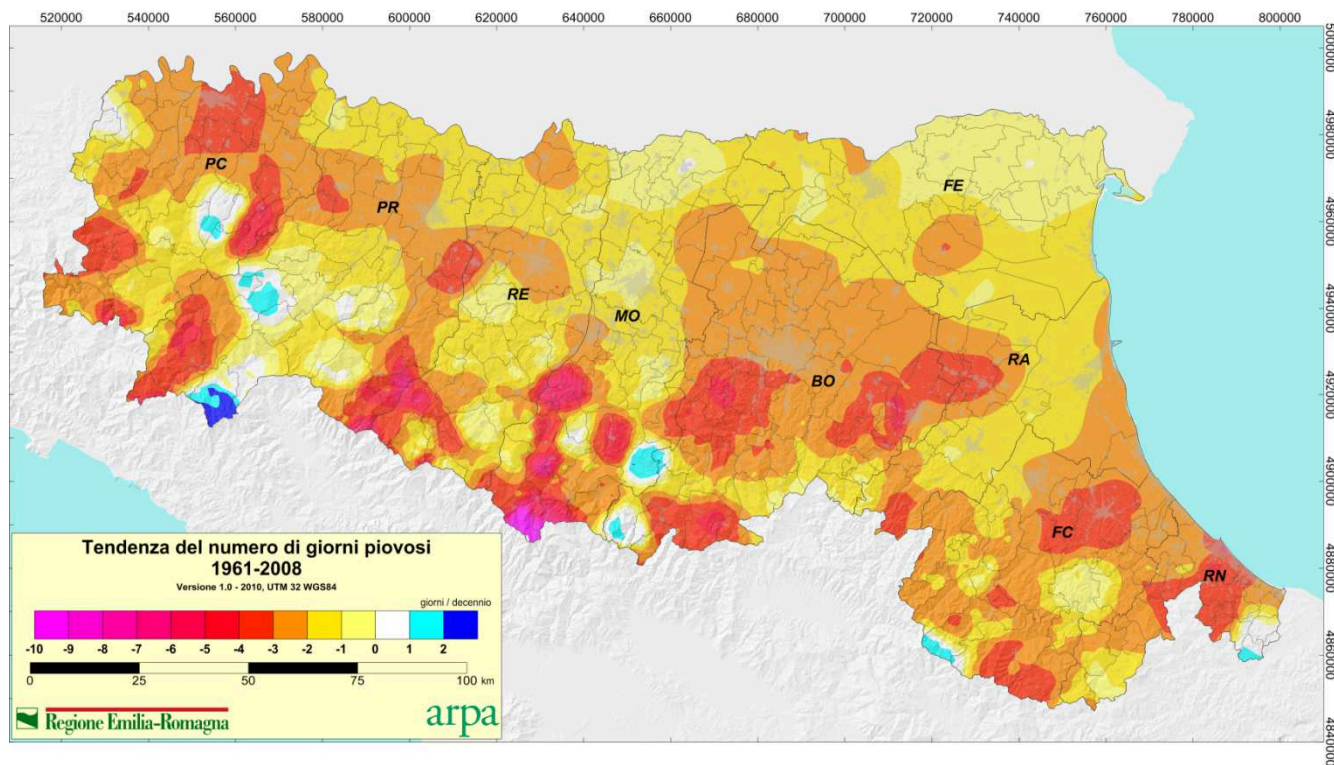 520000 540000 560000 580000 600000 620000 640000 660000 680000 700000 720000 740000 760000 780000 800000
5000000
4980000
4960000
4940000
4920000
4900000
4880000
4860000
4840000
PC
PR
FE
RE
MO
BO
RA
FC
RN
Tendenza del numero di giorni piovosi
1961-2008
Versione 1.0 - 2010, UTM 32 WGS84
giorni / decennio
-10 -9 -8 -7 -6 -5 -4 -3 -2 -1 0 1 2
0 25 50 75 100 km
Regione Emilia-Romagna
arpa